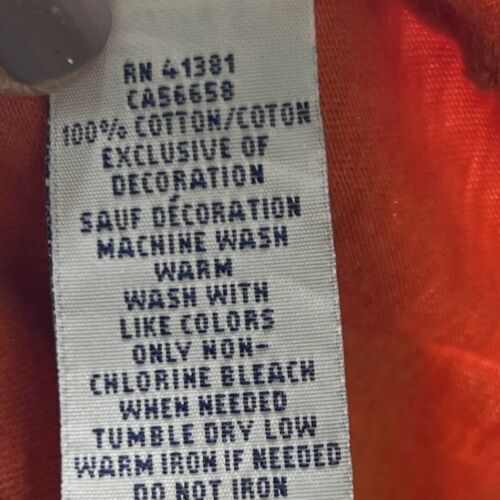 RN 41381
CA56658
100% COTTON/COTON
EXCLUSIVE OF
DECORATION
SAUF DÉCORATION
MACHINE WASH
WARM
WASH WITH
LIKE COLORS
ONLY NON-
CHLORINE BLEACH
WHEN NEEDED
TUMBLE DRY LOW
WARM IRON IF NEEDED
DO NOT IRON